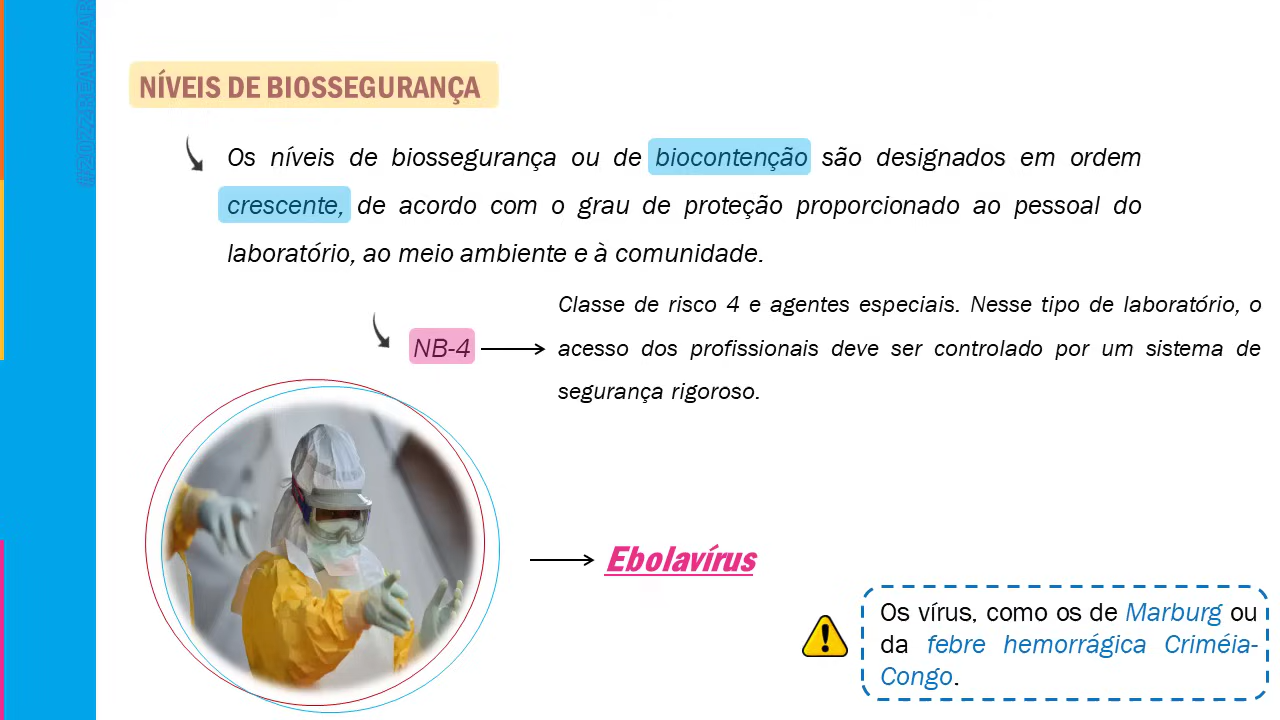 #2022REALIZAR
NÍVEIS DE BIOSSEGURANÇA
Os níveis de biossegurança ou de biocontenção são designados em ordem
crescente, de acordo com o grau de proteção proporcionado ao pessoal do
laboratório, ao meio ambiente e à comunidade.
NB-4
Classe de risco 4 e agentes especiais. Nesse tipo de laboratório, o
acesso dos profissionais deve ser controlado por um sistema de
segurança rigoroso.
Ebolavírus
Os vírus, como os de Marburg ou
da febre hemorrágica Criméia-
Congo.